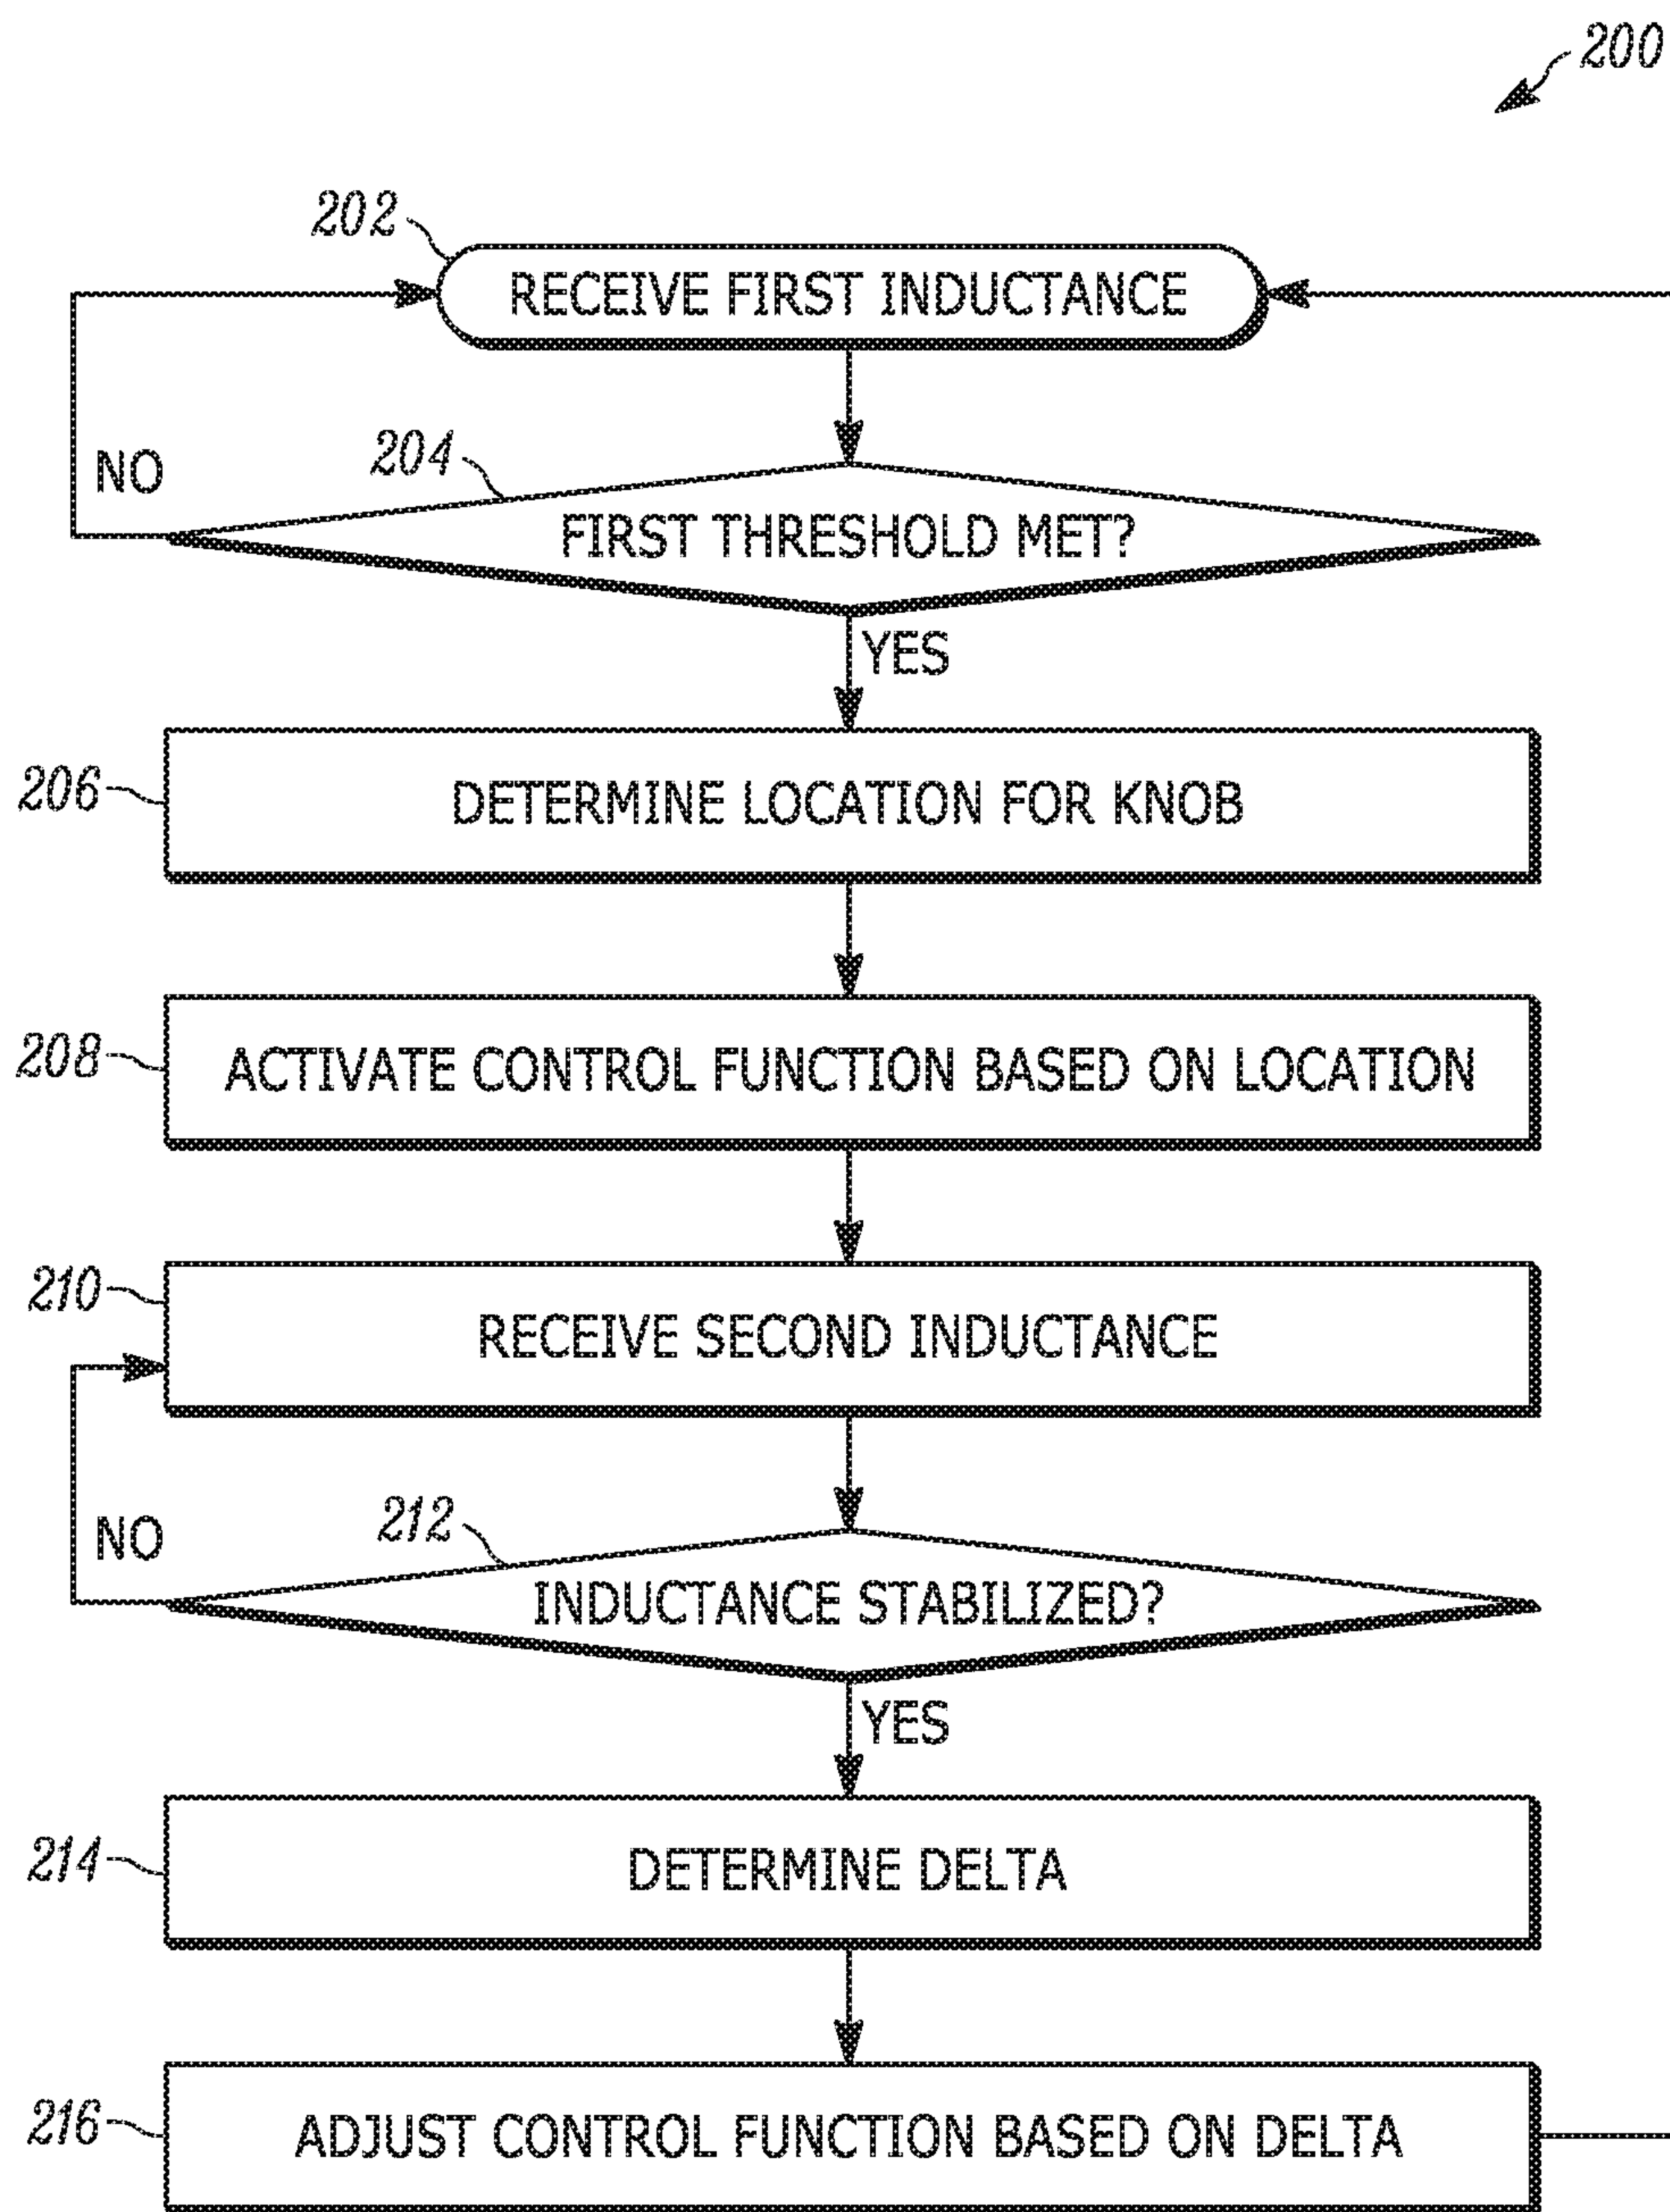 200
202
RECEIVE FIRST INDUCTANCE
NO
204
FIRST THRESHOLD MET?
YES
206
DETERMINE LOCATION FOR KNOB
208
ACTIVATE CONTROL FUNCTION BASED ON LOCATION
210
RECEIVE SECOND INDUCTANCE
NO
212
INDUCTANCE STABILIZED?
YES
214
DETERMINE DELTA
216
ADJUST CONTROL FUNCTION BASED ON DELTA